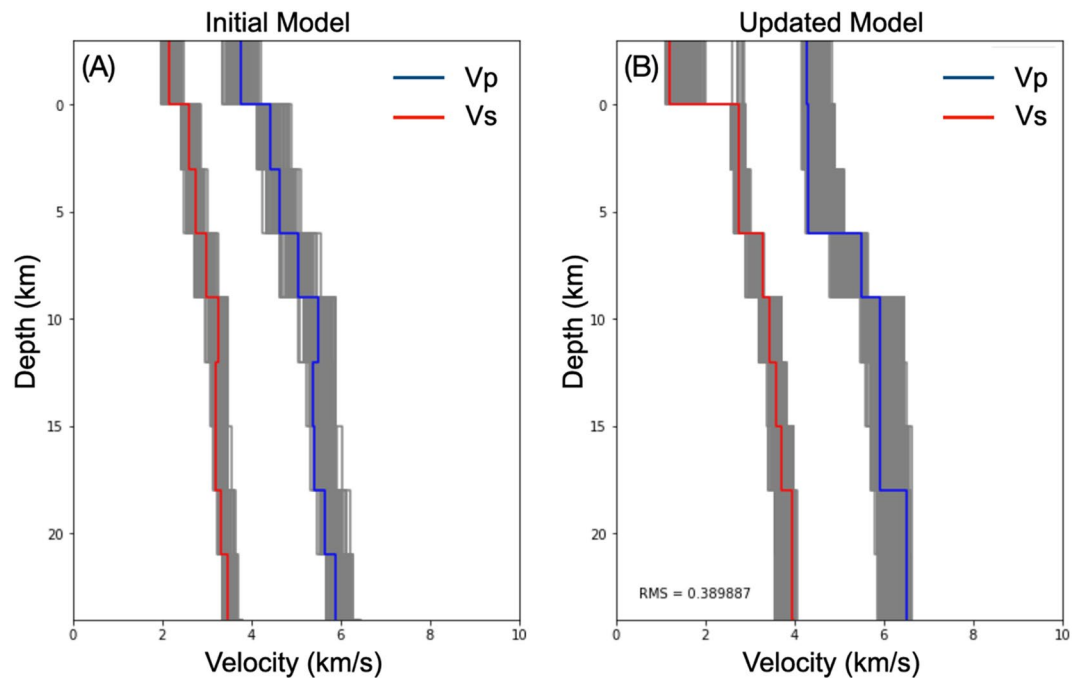 Initial Model
Updated Model
(A)
Vp
Vs
(B)
Vp
Vs
0
5
10
15
20
Depth (km)
0
5
10
15
20
Depth (km)
RMS = 0.389887
0 2 4 6 8 10
Velocity (km/s)
0 2 4 6 8 10
Velocity (km/s)